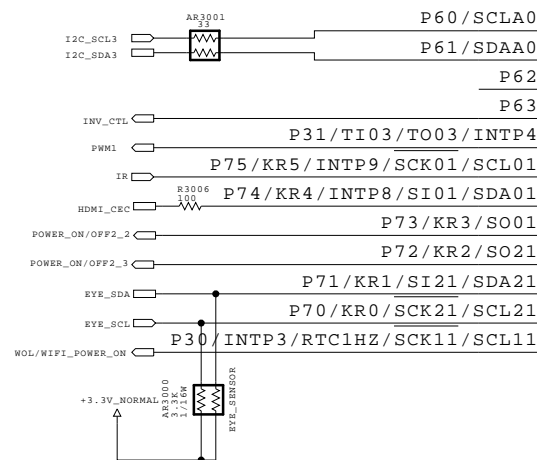 AR3001
33
P60/SCLA0
I2C_SCL3
P61/SDAA0
I2C_SDA3
P62
P63
INV_CTL
P31/TI03/TO03/INTP4
PWM1
P75/KR5/INTP9/SCK01/SCL01
IR
R3006
100
P74/KR4/INTP8/SI01/SDA01
HDMI_CEC
P73/KR3/SO01
POWER_ON/OFF2_2
P72/KR2/SO21
POWER_ON/OFF2_3
P71/KR1/SI21/SDA21
EYE_SDA
P70/KR0/SCK21/SCL21
EYE_SCL
P30/INTP3/RTC1HZ/SCK11/SCL11
WOL/WIFI_POWER_ON
+3.3V_NORMAL
AR3000
3.3K
1/16W
EYE_SENSOR